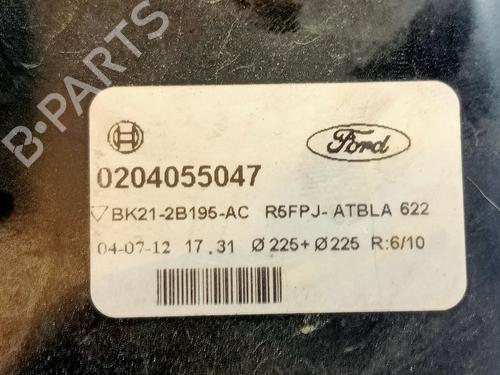 B-PARTS
Ford
0204055047
BK21-2B195-AC R5FPJ- ATBLA 622
04-07-12 17.31 Ø225+Ø225 R:6/10